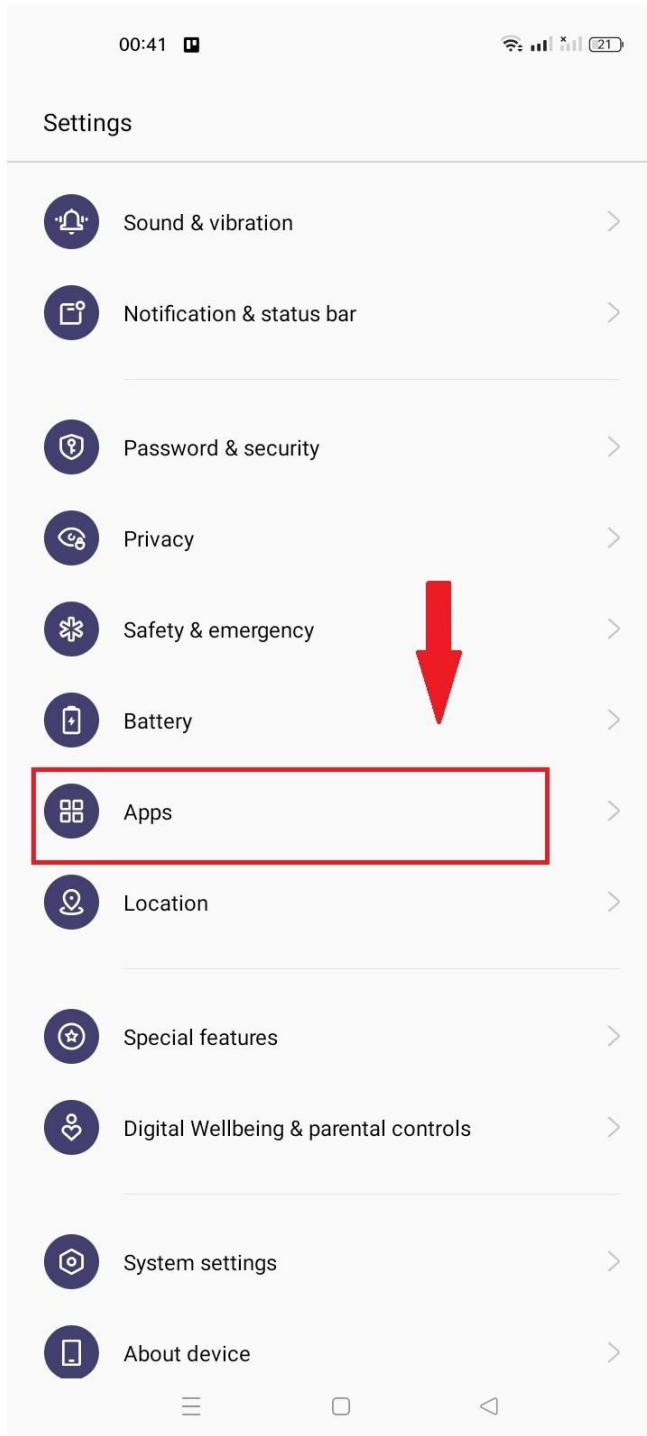 00:41
21
Settings
Sound & vibration
Notification & status bar
Password & security
Privacy
Safety & emergency
Battery
Apps
Location
Special features
Digital Wellbeing & parental controls
System settings
About device